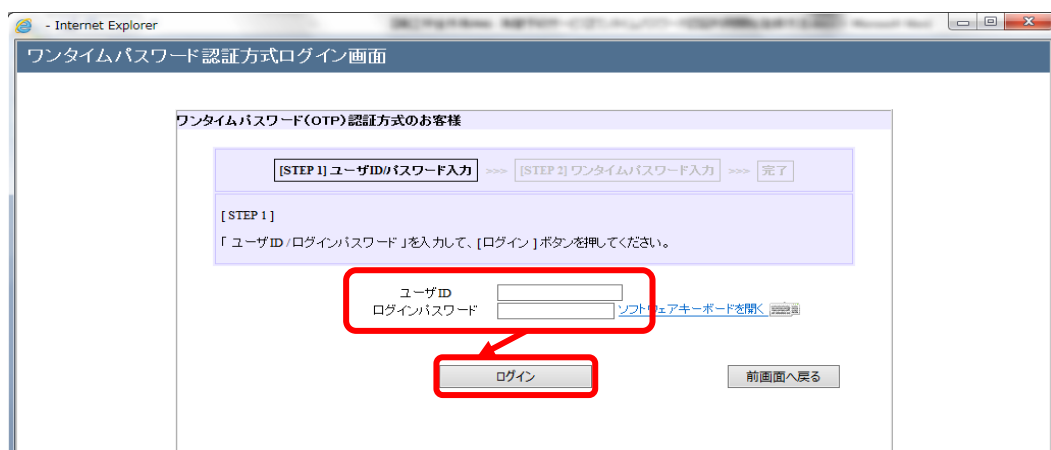 - Internet Explorer
ワンタイムパスワード認証方式ログイン画面
ワンタイムパスワード(OTP)認証方式のお客様
[STEP 1] ユーザID/パスワード入力 >>> [STEP 2] ワンタイムパスワード入力 >>> 完了
[ STEP 1 ]
「 ユーザID /ログインパスワード 」を入力して、[ログイン ]ボタンを押してください。
ユーザID
ログインパスワード ソフトウェアキーボードを開く
ログイン 前画面へ戻る